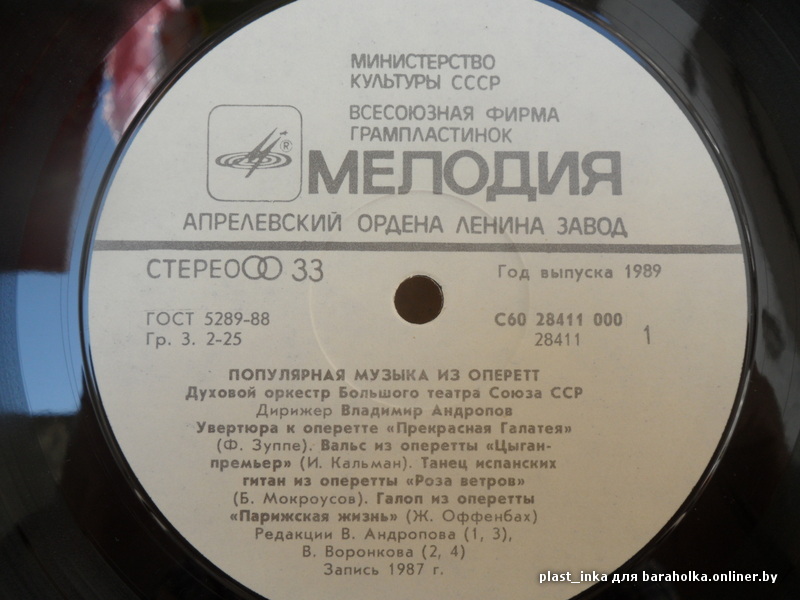 МИНИСТЕРСТВО
КУЛЬТУРЫ СССР
ВСЕСОЮЗНАЯ ФИРМА
ГРАМПЛАСТИНОК
®
МЕЛОДИЯ
АПРЕЛЕВСКИЙ ОРДЕНА ЛЕНИНА ЗАВОД
СТЕРЕО 33
Год выпуска 1989
ГОСТ 5289-88
Гр. 3. 2-25
С60 28411 000
28411
1
ПОПУЛЯРНАЯ МУЗЫКА ИЗ ОПЕРЕТТ
Духовой оркестр Большого театра Союза ССР
Дирижер Владимир Андропов
Увертюра к оперетте «Прекрасная Галатея»
(Ф. Зуппе). Вальс из оперетты «Цыган-
премьер» (И. Кальман). Танец испанских
гитан из оперетты «Роза ветров»
(Б. Мокроусов). Галоп из оперетты
«Парижская жизнь» (Ж. Оффенбах)
Редакции В. Андропова (1, 3),
В. Воронкова (2, 4)
Запись 1987 г.
plast_inka для baraholka.onliner.by